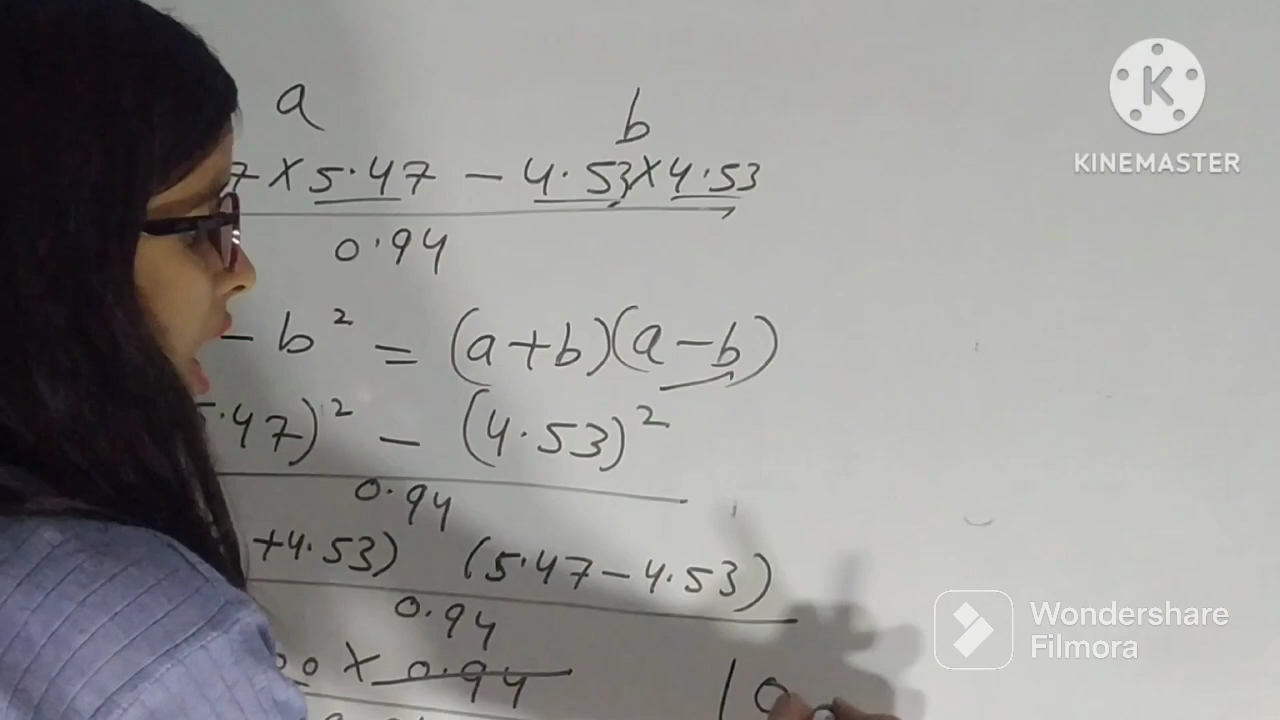 a b
7 × 5.47 - 4.53 × 4.53
0.94
- b² = (a + b)(a - b)
.47)² - (4.53)²
0.94
+4.53) (5.47 - 4.53)
0.94
× 0.94
10
KINEMASTER
Wondershare
Filmora